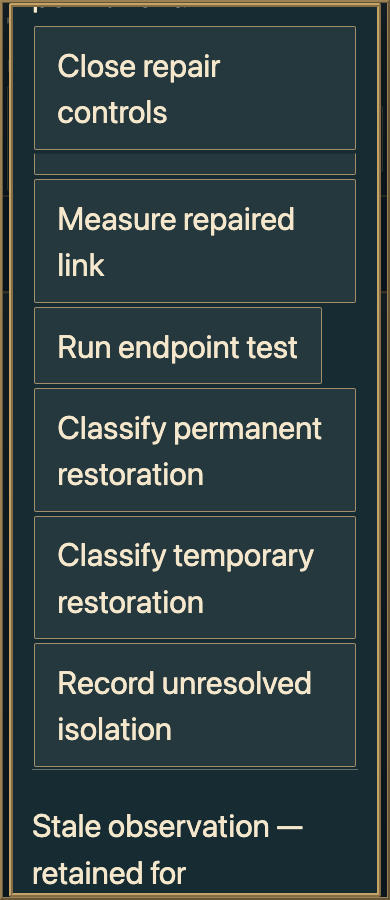 Close repair
controls
Measure repaired
link
Run endpoint test
Classify permanent
restoration
Classify temporary
restoration
Record unresolved
isolation
Stale observation —
retained for